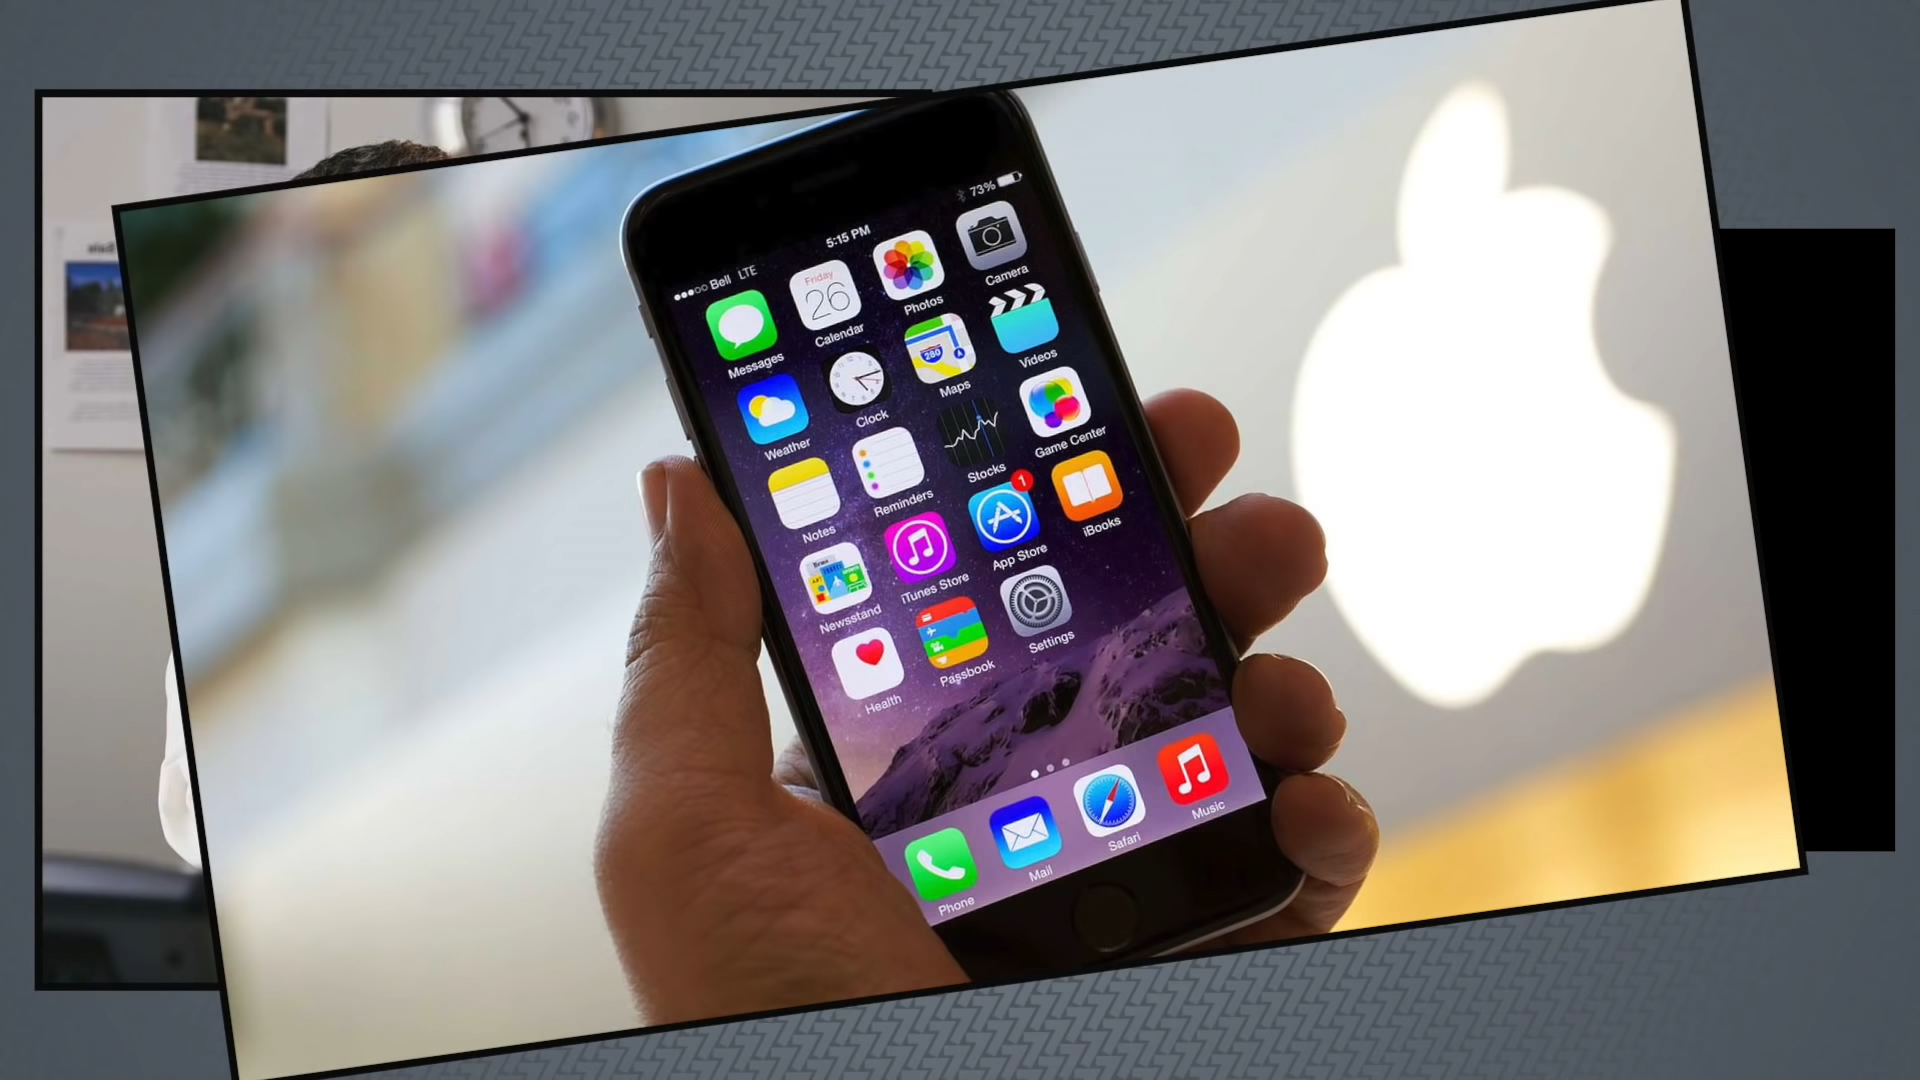 ●●●○○ Bell LTE
5:15 PM
73%
Messages
Friday
26
Calendar
Photos
Camera
Weather
Clock
280
Maps
Videos
Notes
Reminders
Stocks
Game Center
Newsstand
iTunes Store
1
App Store
iBooks
Health
Passbook
Settings
Phone
Mail
Safari
Music